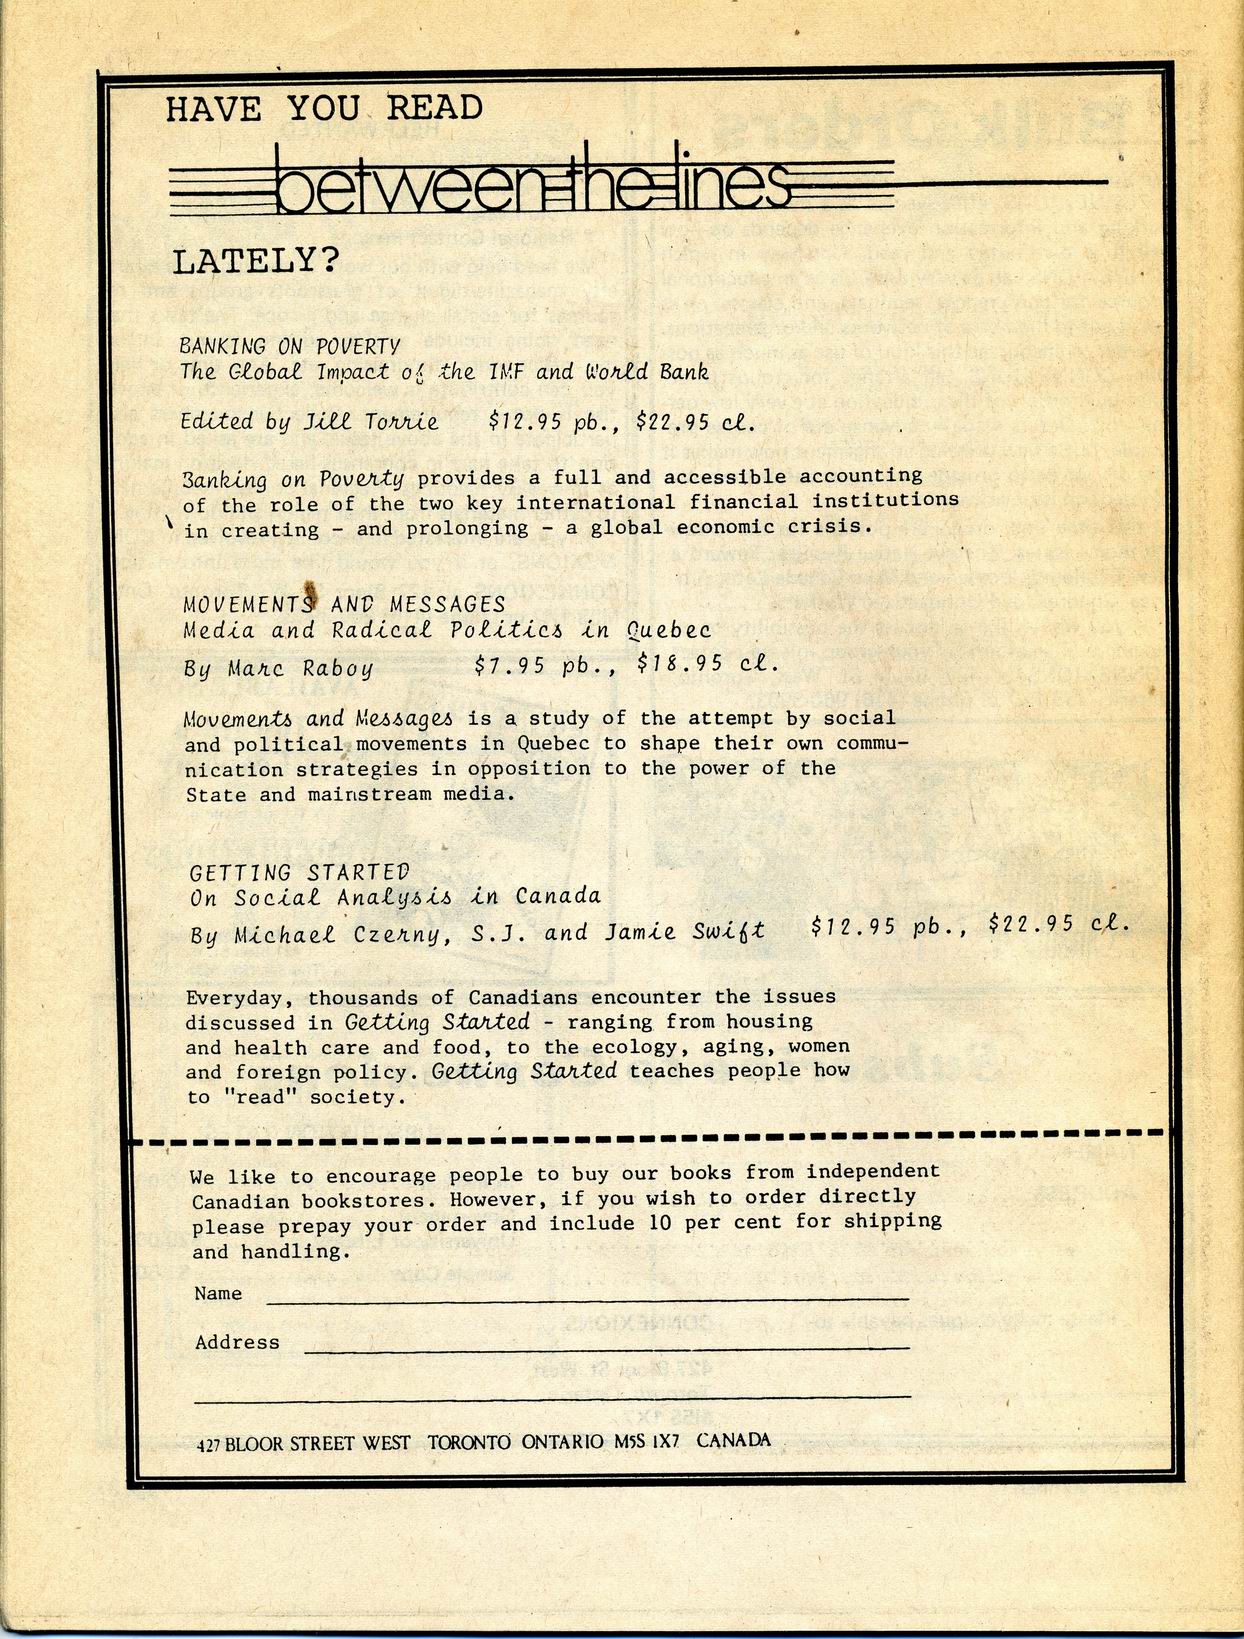 HAVE YOU READ
between the lines
LATELY?
BANKING ON POVERTY
The Global Impact of the IMF and World Bank
Edited by Jill Torrie $12.95 pb., $22.95 cl.
Banking on Poverty provides a full and accessible accounting
of the role of the two key international financial institutions
in creating - and prolonging - a global economic crisis.
MOVEMENTS AND MESSAGES
Media and Radical Politics in Quebec
By Marc Raboy $7.95 pb., $18.95 cl.
Movements and Messages is a study of the attempt by social
and political movements in Quebec to shape their own commu-
nication strategies in opposition to the power of the
State and mainstream media.
GETTING STARTED
On Social Analysis in Canada
By Michael Czerny, S.J. and Jamie Swift $12.95 pb., $22.95 cl.
Everyday, thousands of Canadians encounter the issues
discussed in Getting Started - ranging from housing
and health care and food, to the ecology, aging, women
and foreign policy. Getting Started teaches people how
to "read" society.
We like to encourage people to buy our books from independent
Canadian bookstores. However, if you wish to order directly
please prepay your order and include 10 per cent for shipping
and handling.
Name
Address
427 BLOOR STREET WEST TORONTO ONTARIO M5S 1X7 CANADA